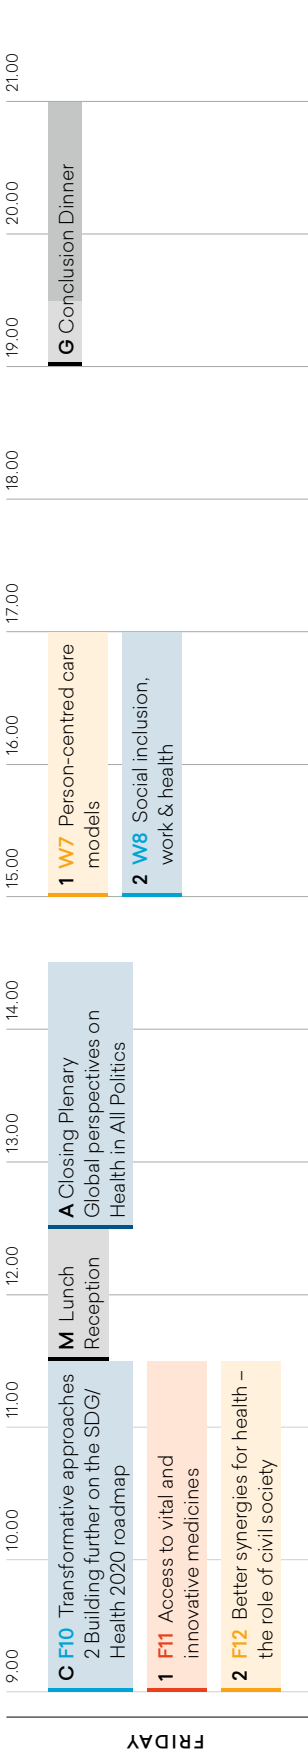 FRIDAY
9.00
10.00
11.00
12.00
13.00
14.00
15.00
16.00
17.00
18.00
19.00
20.00
21.00
C F10 Transformative approaches
2 Building further on the SDG/
Health 2020 roadmap
1 F11 Access to vital and
innovative medicines
2 F12 Better synergies for health –
the role of civil society
M Lunch
Reception
A Closing Plenary
Global perspectives on
Health in All Politics
1 W7 Person-centred care
models
2 W8 Social inclusion,
work & health
G Conclusion Dinner